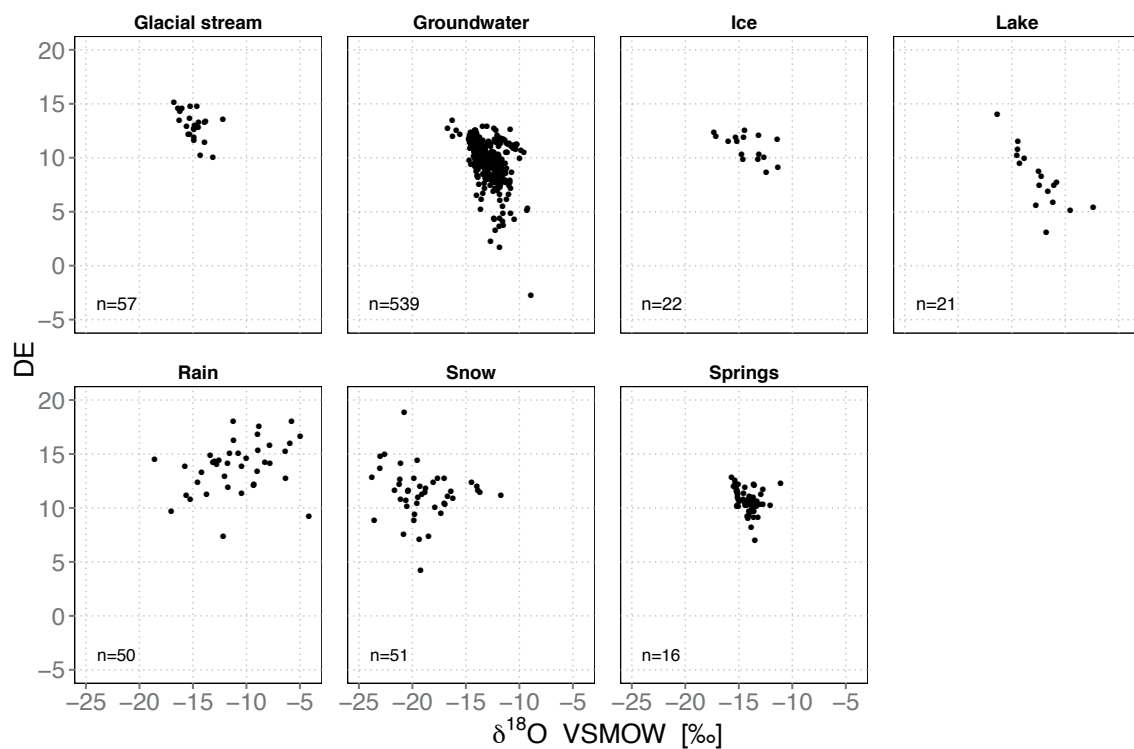 Glacial stream Groundwater Ice Lake
20
15
10
5
0
−5
n=57 n=539 n=22 n=21
DE
Rain Snow Springs
20
15
10
5
0
−5
n=50 n=51 n=16
−25 −20 −15 −10 −5 −25 −20 −15 −10 −5 −25 −20 −15 −10 −5
δ¹⁸O VSMOW [‰]